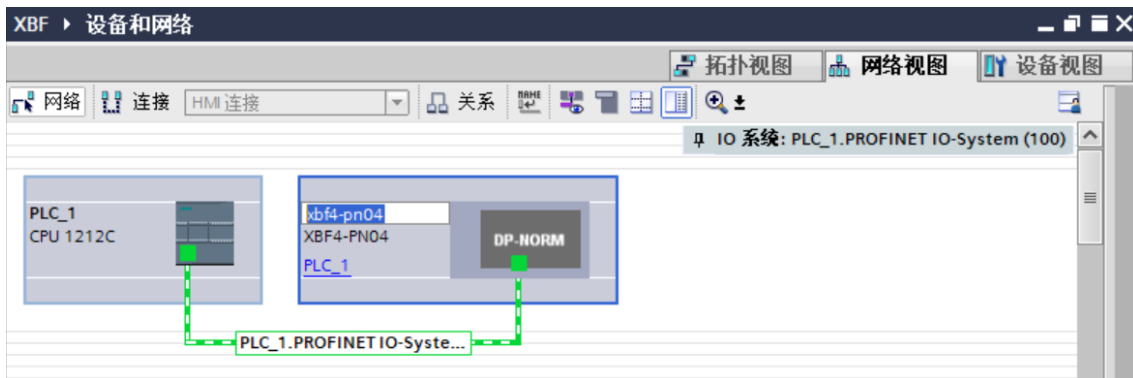 XBF ▸ 设备和网络
拓扑视图 网络视图 设备视图
网络 连接 HMI 连接 关系
IO 系统: PLC_1.PROFINET IO-System (100)
PLC_1
CPU 1212C
xbf4-pn04
XBF4-PN04
PLC_1
DP-NORM
PLC_1.PROFINET IO-Syste...